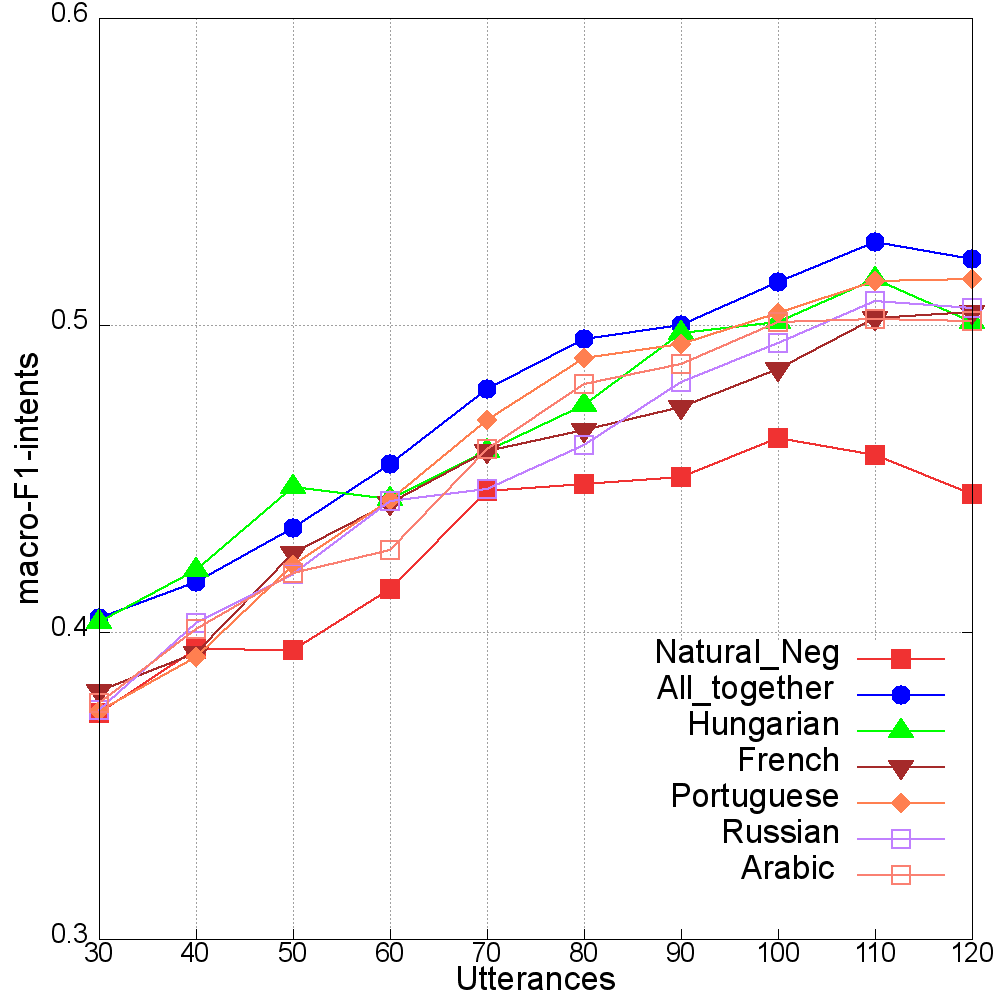 0.6
0.5
0.4
0.3
macro-F1-intents
Natural_Neg
All_together
Hungarian
French
Portuguese
Russian
Arabic
30 40 50 60 70 80 90 100 110 120
Utterances